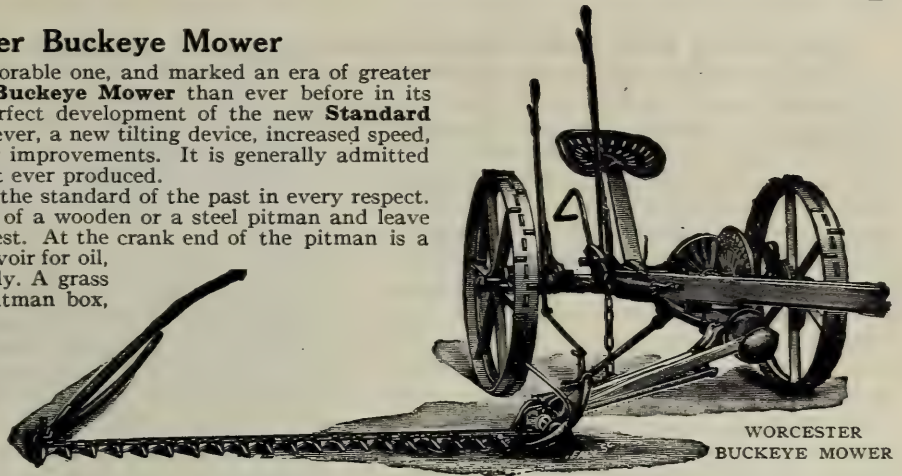 er Buckeye Mower
orable one, and marked an era of greater
Buckeye Mower than ever before in its
rfect development of the new Standard
ever, a new tilting device, increased speed,
improvements. It is generally admitted
t ever produced.
the standard of the past in every respect.
of a wooden or a steel pitman and leave
est. At the crank end of the pitman is a
voir for oil,
ly. A grass
itman box,
WORCESTER
BUCKEYE MOWER